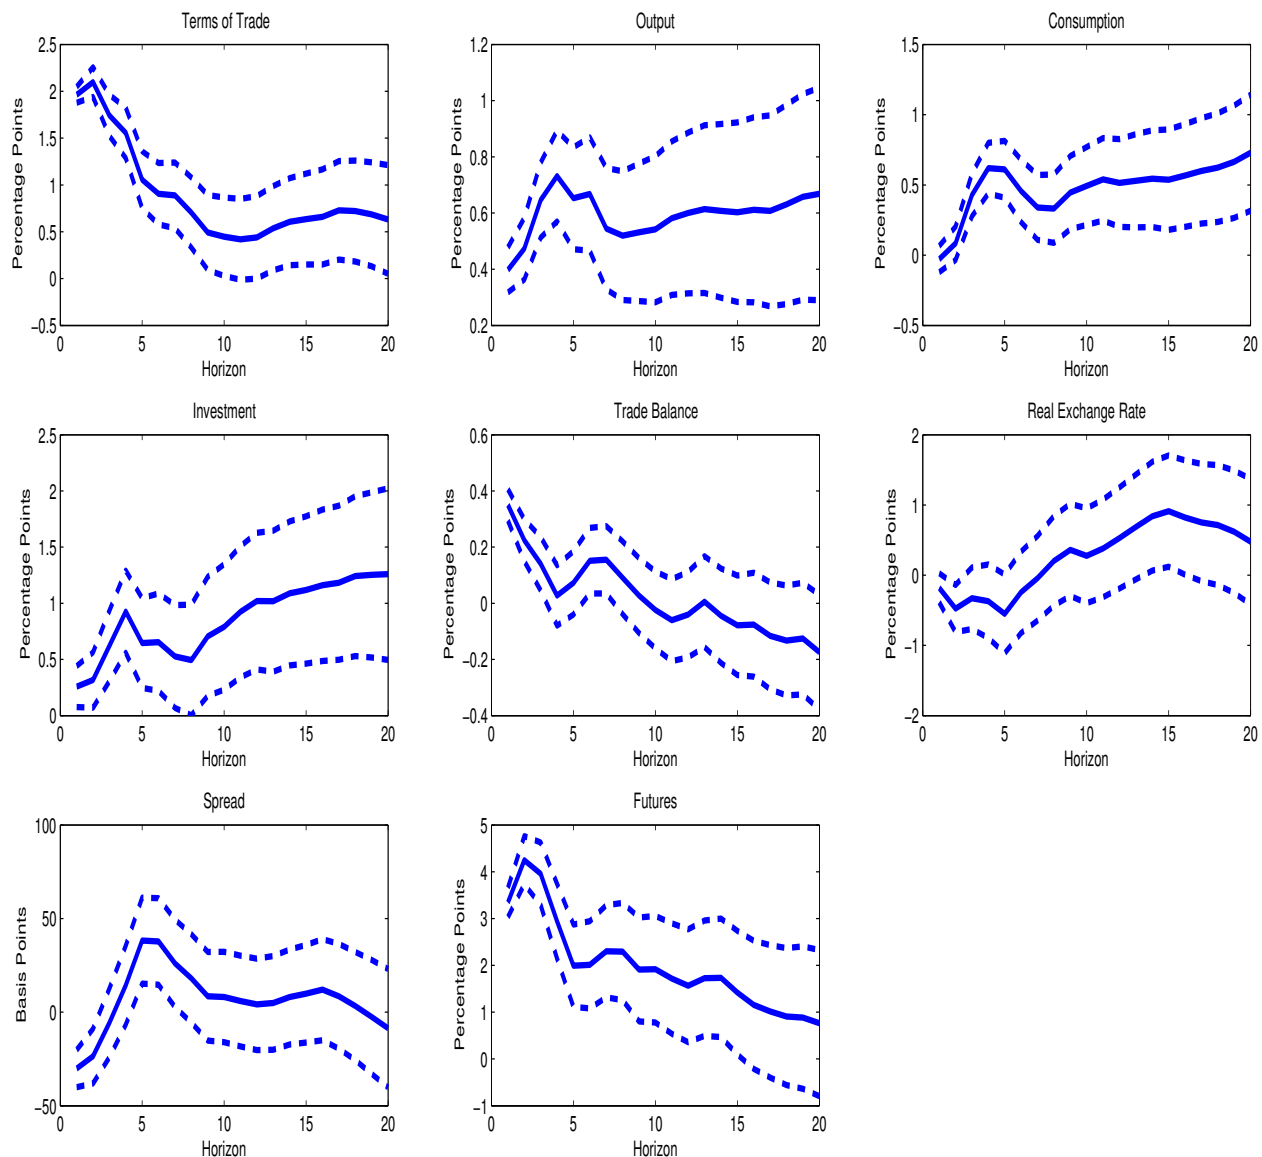 Terms of Trade
Percentage Points
2.5
2
1.5
1
0.5
0
−0.5
0 5 10 15 20
Horizon
Output
Percentage Points
1.2
1
0.8
0.6
0.4
0.2
0 5 10 15 20
Horizon
Consumption
Percentage Points
1.5
1
0.5
0
−0.5
0 5 10 15 20
Horizon
Investment
Percentage Points
2.5
2
1.5
1
0.5
0
0 5 10 15 20
Horizon
Trade Balance
Percentage Points
0.6
0.4
0.2
0
−0.2
−0.4
0 5 10 15 20
Horizon
Real Exchange Rate
Percentage Points
2
1
0
−1
−2
0 5 10 15 20
Horizon
Spread
Basis Points
100
50
0
−50
0 5 10 15 20
Horizon
Futures
Percentage Points
5
4
3
2
1
0
−1
0 5 10 15 20
Horizon